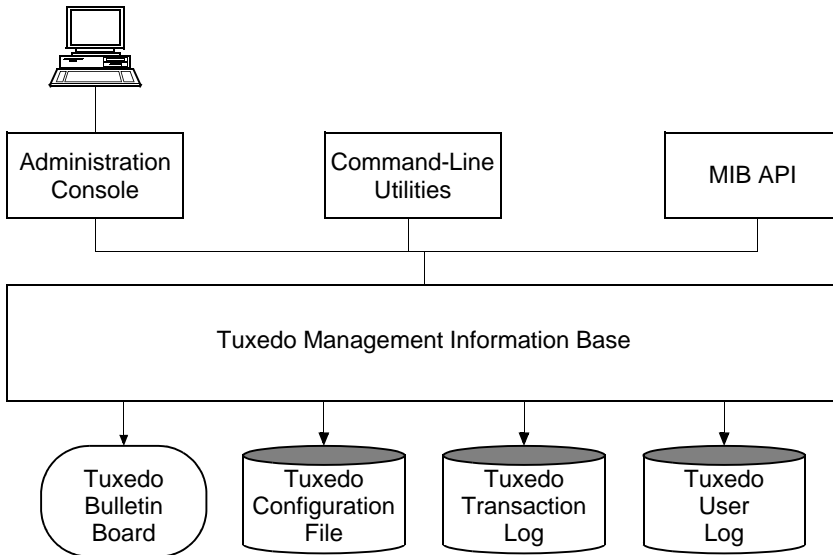 Administration
Console
Command-Line
Utilities
MIB API
Tuxedo Management Information Base
Tuxedo
Bulletin
Board
Tuxedo
Configuration
File
Tuxedo
Transaction
Log
Tuxedo
User
Log